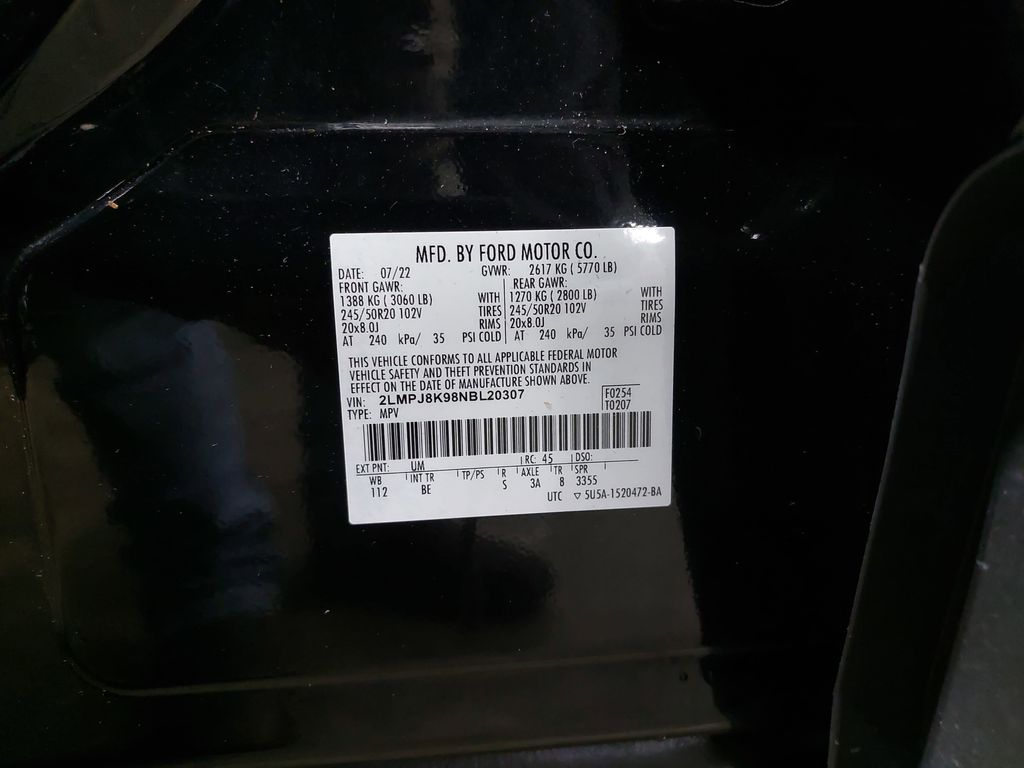 MFD. BY FORD MOTOR CO.
DATE: 07/22 GVWR: 2617 KG ( 5770 LB)
FRONT GAWR: REAR GAWR:
1388 KG ( 3060 LB) WITH 1270 KG ( 2800 LB) WITH
245/50R20 102V TIRES 245/50R20 102V TIRES
20x8.0J RIMS 20x8.0J RIMS
AT 240 kPa/ 35 PSI COLD AT 240 kPa/ 35 PSI COLD
THIS VEHICLE CONFORMS TO ALL APPLICABLE FEDERAL MOTOR
VEHICLE SAFETY AND THEFT PREVENTION STANDARDS IN
EFFECT ON THE DATE OF MANUFACTURE SHOWN ABOVE.
VIN: 2LMPJ8K98NBL20307 F0254
TYPE: MPV T0207
EXT PNT: UM RC: 45 DSO:
WB INT TR TP/PS R AXLE TR SPR
112 BE S 3A 8 3355
UTC ▽ 5U5A-1520472-BA